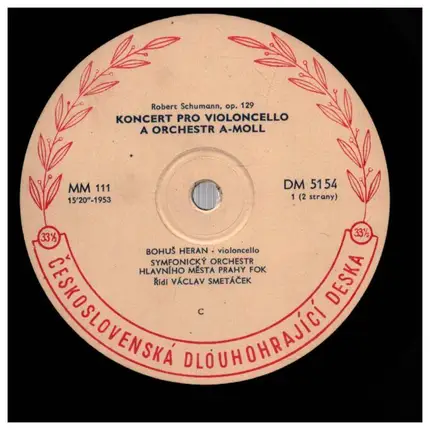 Robert Schumann, op. 129
KONCERT PRO VIOLONCELLO
A ORCHESTR A-MOLL
MM 111
15'20"-1953
DM 5154
1 (2 strany)
BOHUŠ HERAN - violoncello
SYMFONICKÝ ORCHESTR
HLAVNÍHO MĚSTA PRAHY FOK
Řídí VÁCLAV SMETÁČEK
C
33⅓
ČESKOSLOVENSKÁ DLOUHOHRAJÍCÍ DESKA
33⅓